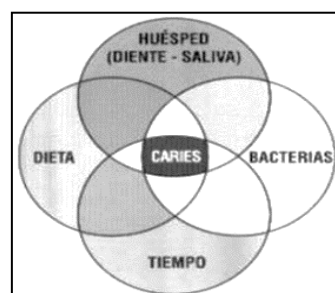 HUÉSPED
(DIENTE - SALIVA)
DIETA
CARIES
BACTERIAS
TIEMPO